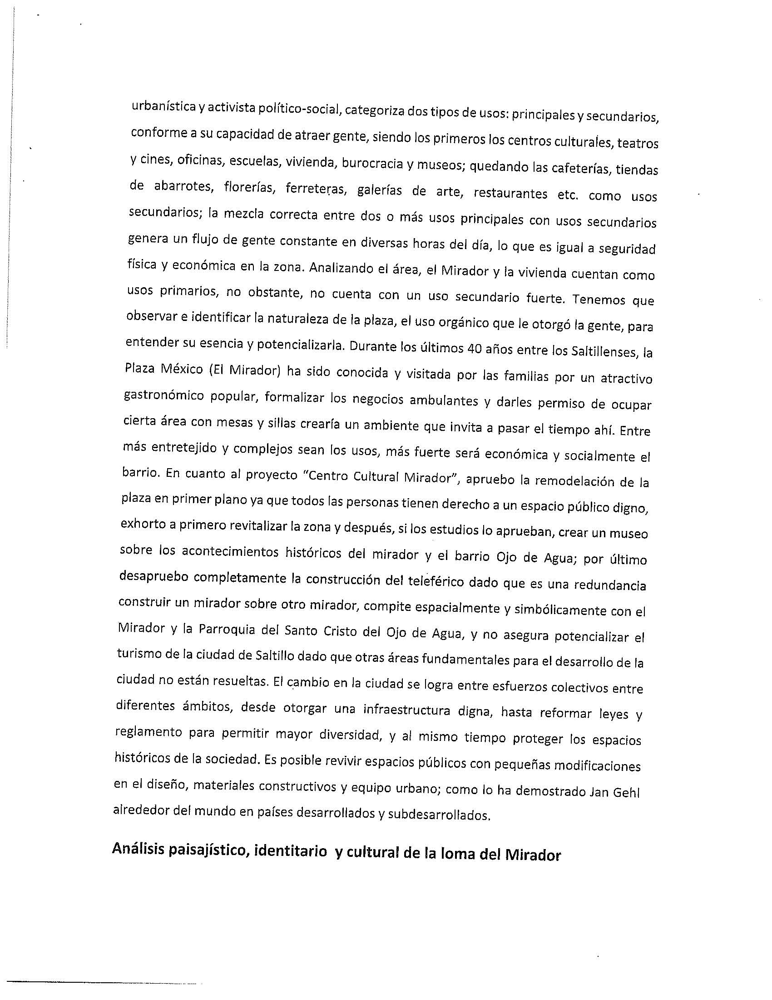 urbanística y activista político-social, categoriza dos tipos de usos: principales y secundarios,
conforme a su capacidad de atraer gente, siendo los primeros los centros culturales, teatros
y cines, oficinas, escuelas, vivienda, burocracia y museos; quedando las cafeterías, tiendas
de abarrotes, florerías, ferreteras, galerías de arte, restaurantes etc. como usos
secundarios; la mezcla correcta entre dos o más usos principales con usos secundarios
genera un flujo de gente constante en diversas horas del día, lo que es igual a seguridad
física y económica en la zona. Analizando el área, el Mirador y la vivienda cuentan como
usos primarios, no obstante, no cuenta con un uso secundario fuerte. Tenemos que
observar e identificar la naturaleza de la plaza, el uso orgánico que le otorgó la gente, para
entender su esencia y potencializarla. Durante los últimos 40 años entre los Saltillenses, la
Plaza México (El Mirador) ha sido conocida y visitada por las familias por un atractivo
gastronómico popular, formalizar los negocios ambulantes y darles permiso de ocupar
cierta área con mesas y sillas crearía un ambiente que invita a pasar el tiempo ahí. Entre
más entretejido y complejos sean los usos, más fuerte será económica y socialmente el
barrio. En cuanto al proyecto "Centro Cultural Mirador", apruebo la remodelación de la
plaza en primer plano ya que todos las personas tienen derecho a un espacio público digno,
exhorto a primero revitalizar la zona y después, si los estudios lo aprueban, crear un museo
sobre los acontecimientos históricos del mirador y el barrio Ojo de Agua; por último
desapruebo completamente la construcción del teleférico dado que es una redundancia
construir un mirador sobre otro mirador, compite espacialmente y simbólicamente con el
Mirador y la Parroquia del Santo Cristo del Ojo de Agua, y no asegura potencializar el
turismo de la ciudad de Saltillo dado que otras áreas fundamentales para el desarrollo de la
ciudad no están resueltas. El cambio en la ciudad se logra entre esfuerzos colectivos entre
diferentes ámbitos, desde otorgar una infraestructura digna, hasta reformar leyes y
reglamento para permitir mayor diversidad, y al mismo tiempo proteger los espacios
históricos de la sociedad. Es posible revivir espacios públicos con pequeñas modificaciones
en el diseño, materiales constructivos y equipo urbano; como lo ha demostrado Jan Gehl
alrededor del mundo en países desarrollados y subdesarrollados.
Análisis paisajístico, identitario y cultural de la loma del Mirador